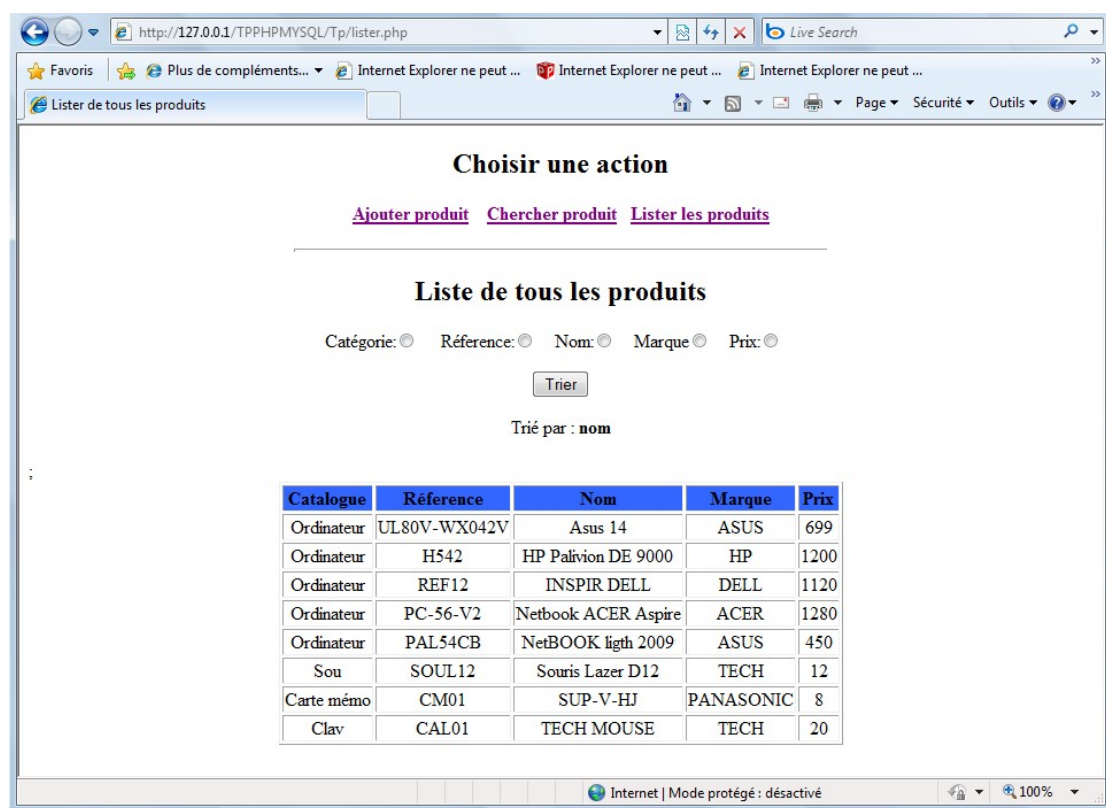 http://127.0.0.1/TPPHPMYSQL/Tp/lister.php Live Search
Favoris Plus de compléments... Internet Explorer ne peut ... Internet Explorer ne peut ... Internet Explorer ne peut ...
Lister de tous les produits Page Sécurité Outils
Choisir une action
Ajouter produit Chercher produit Lister les produits
Liste de tous les produits
Catégorie: Réference: Nom: Marque Prix:
Trier
Trié par : nom
;
Catalogue Réference Nom Marque Prix
Ordinateur UL80V-WX042V Asus 14 ASUS 699
Ordinateur H542 HP Palivion DE 9000 HP 1200
Ordinateur REF12 INSPIR DELL DELL 1120
Ordinateur PC-56-V2 Netbook ACER Aspire ACER 1280
Ordinateur PAL54CB NetBOOK ligth 2009 ASUS 450
Sou SOUL12 Souris Lazer D12 TECH 12
Carte mémo CM01 SUP-V-HJ PANASONIC 8
Clav CAL01 TECH MOUSE TECH 20
Internet | Mode protégé : désactivé 100%